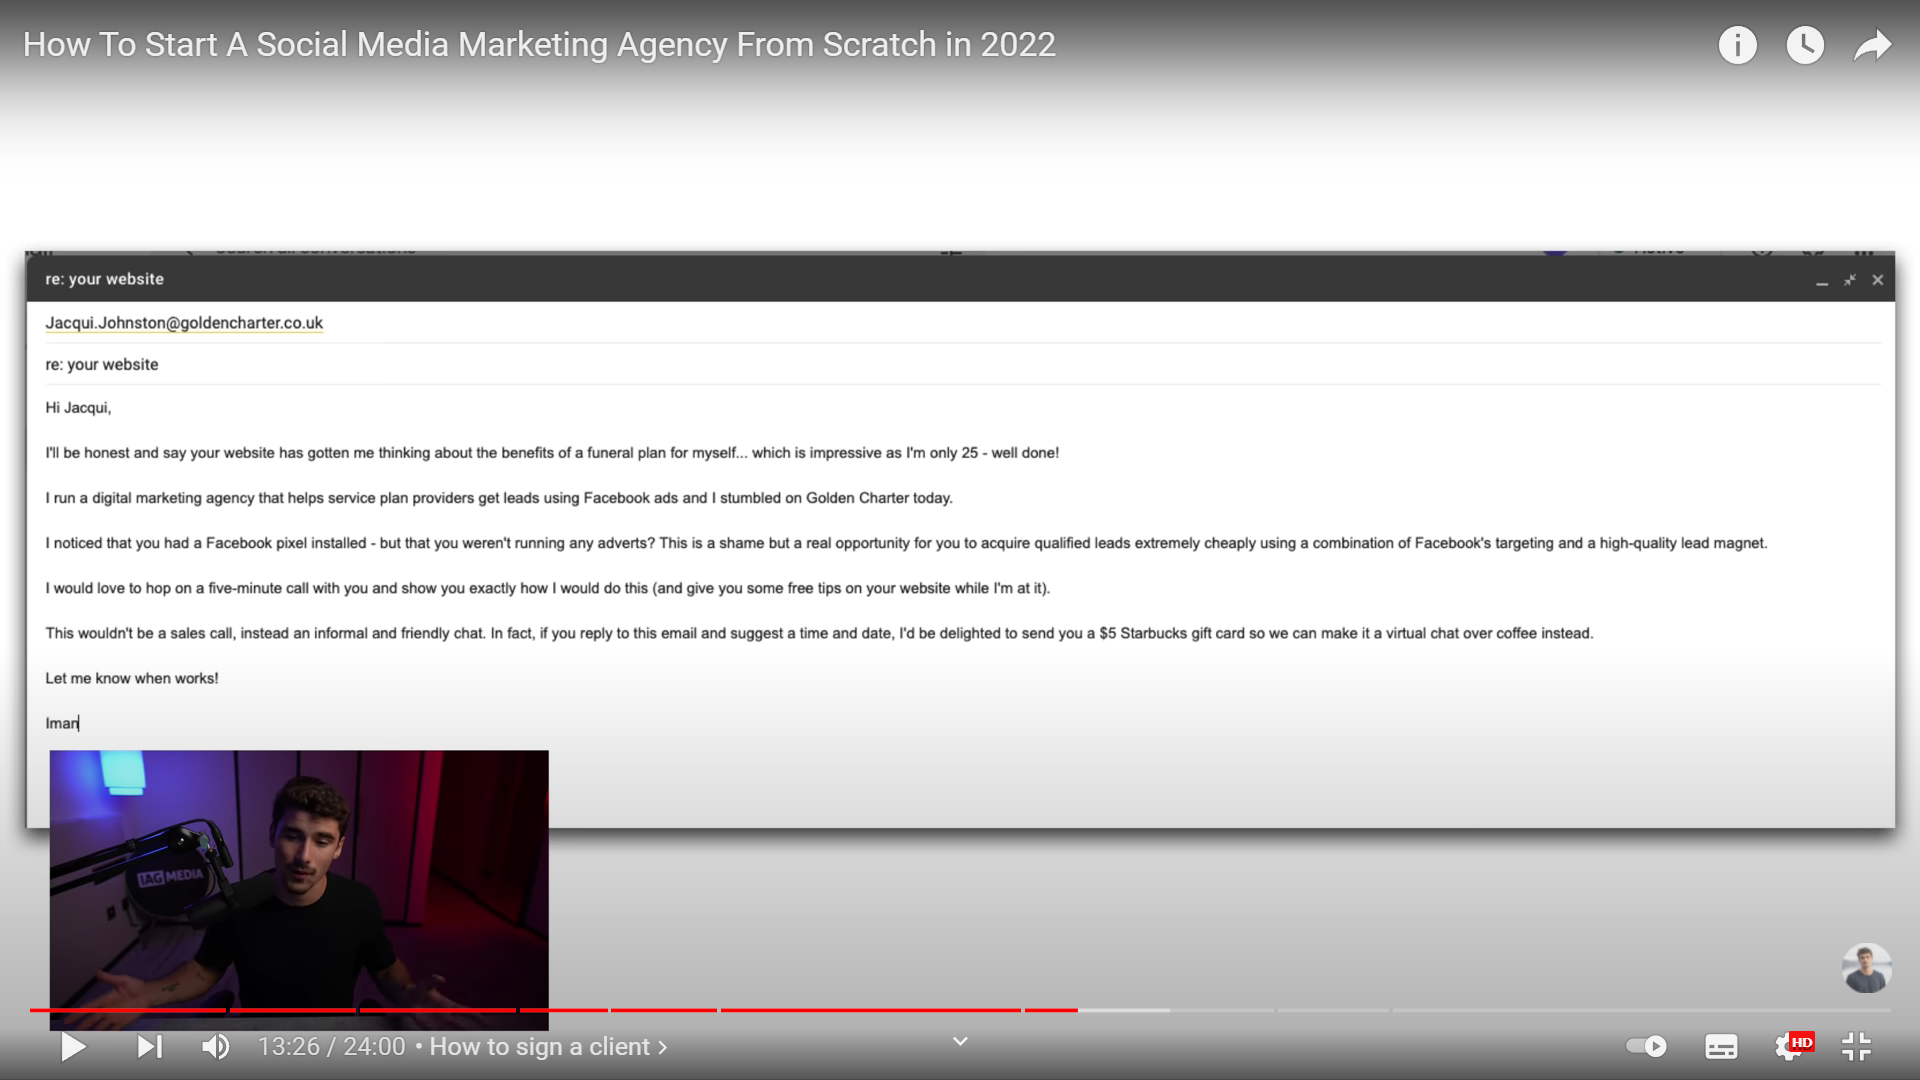 How To Start A Social Media Marketing Agency From Scratch in 2022
re: your website
Jacqui.Johnston@goldencharter.co.uk
re: your website
Hi Jacqui,
I'll be honest and say your website has gotten me thinking about the benefits of a funeral plan for myself... which is impressive as I'm only 25 - well done!
I run a digital marketing agency that helps service plan providers get leads using Facebook ads and I stumbled on Golden Charter today.
I noticed that you had a Facebook pixel installed - but that you weren't running any adverts? This is a shame but a real opportunity for you to acquire qualified leads extremely cheaply using a combination of Facebook's targeting and a high-quality lead magnet.
I would love to hop on a five-minute call with you and show you exactly how I would do this (and give you some free tips on your website while I'm at it).
This wouldn't be a sales call, instead an informal and friendly chat. In fact, if you reply to this email and suggest a time and date, I'd be delighted to send you a $5 Starbucks gift card so we can make it a virtual chat over coffee instead.
Let me know when works!
Iman
IAG MEDIA
13:26 / 24:00 • How to sign a client >
HD